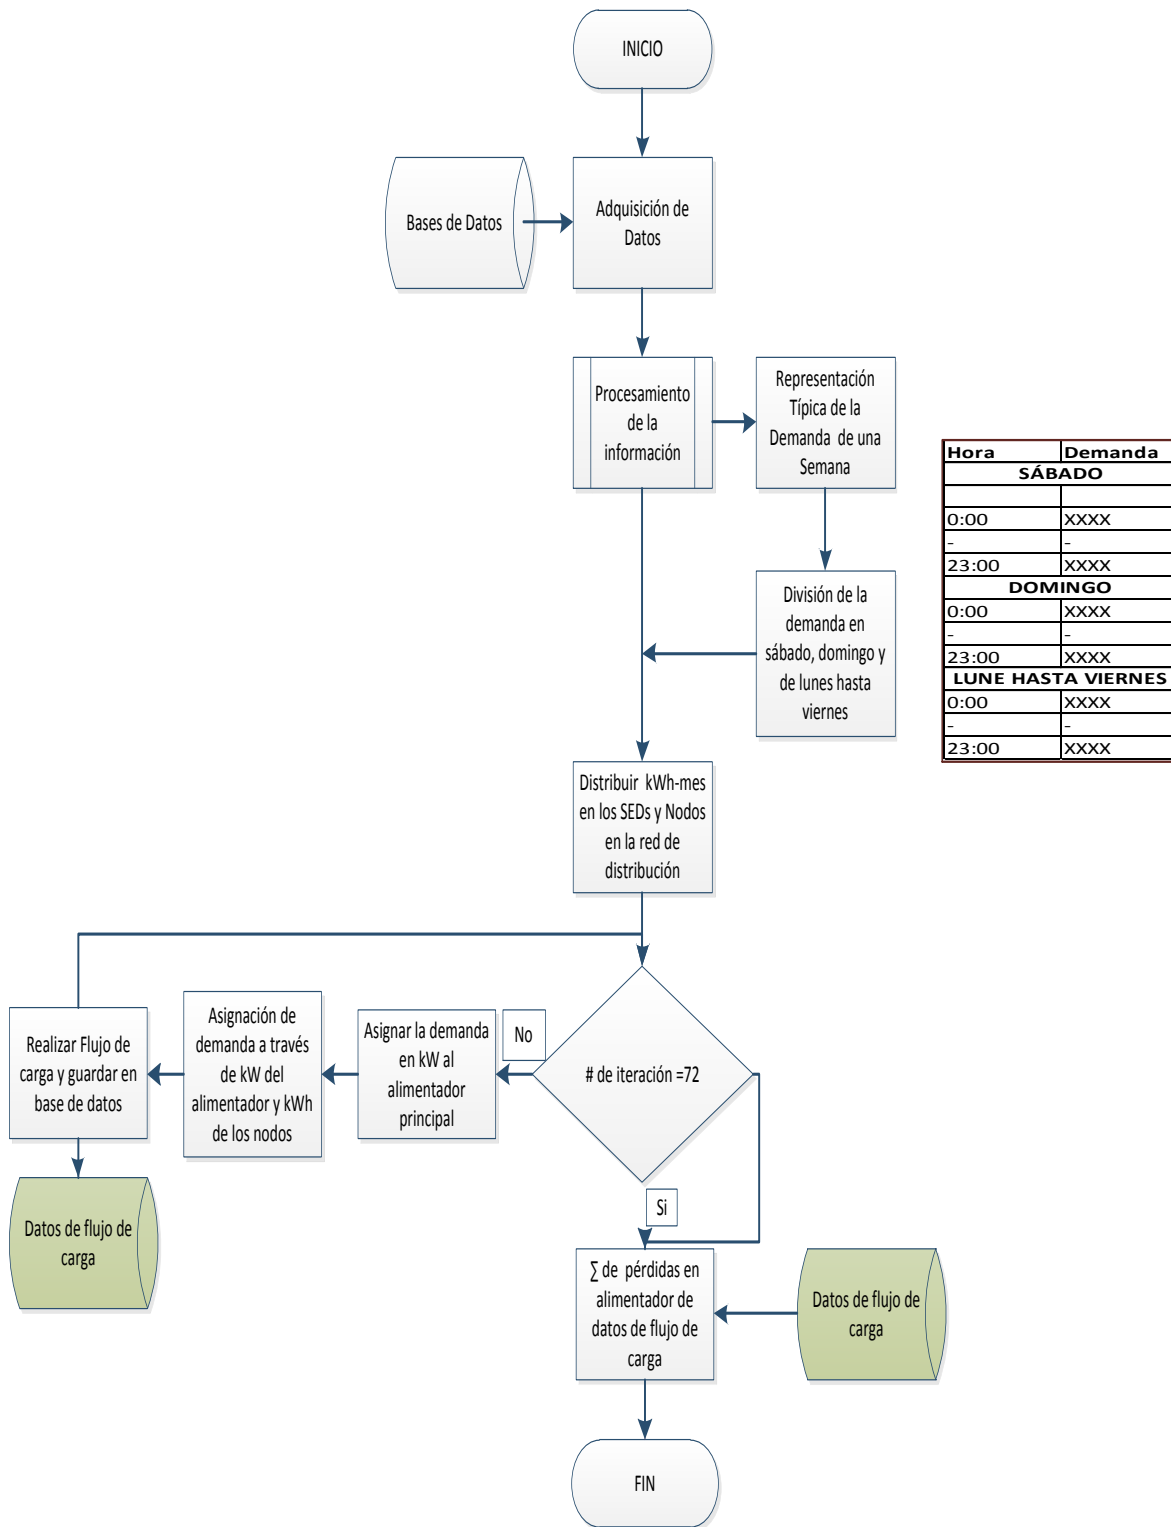 INICIO
Bases de Datos
Adquisición de
Datos
Procesamiento
de la
información
Representación
Típica de la
Demanda de una
Semana
División de la
demanda en
sábado, domingo y
de lunes hasta
viernes
Hora Demanda
SÁBADO
0:00 XXXX
- -
23:00 XXXX
DOMINGO
0:00 XXXX
- -
23:00 XXXX
LUNE HASTA VIERNES
0:00 XXXX
- -
23:00 XXXX
Distribuir kWh-mes
en los SEDs y Nodos
en la red de
distribución
Realizar Flujo de
carga y guardar en
base de datos
Asignación de
demanda a través
de kW del
alimentador y kWh
de los nodos
Asignar la demanda
en kW al
alimentador
principal
No
# de iteración =72
Si
Datos de flujo de
carga
∑ de pérdidas en
alimentador de
datos de flujo de
carga
Datos de flujo de
carga
FIN